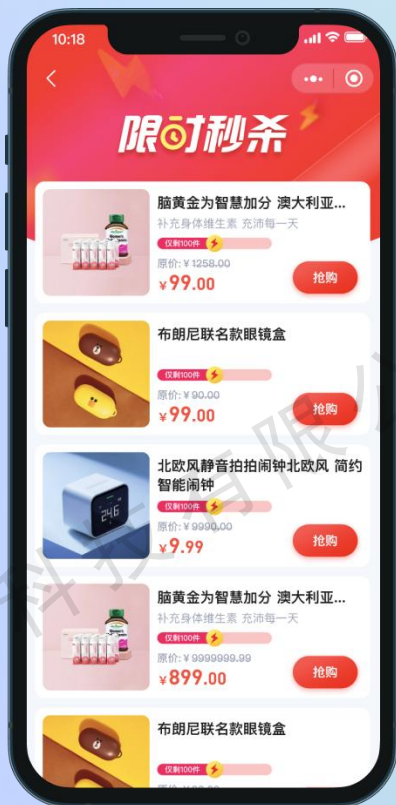 10:18
限时秒杀
脑黄金为智慧加分 澳大利亚...
补充身体维生素 充沛每一天
仅剩100件
原价:¥1258.00
¥99.00
抢购
布朗尼联名款眼镜盒
仅剩100件
原价:¥90.00
¥99.00
抢购
北欧风静音拍拍闹钟北欧风 简约
智能闹钟
24.6
仅剩100件
原价:¥9990.00
¥9.99
抢购
脑黄金为智慧加分 澳大利亚...
补充身体维生素 充沛每一天
仅剩100件
原价:¥9999999.99
¥899.00
抢购
布朗尼联名款眼镜盒
仅剩100件
科技有限公